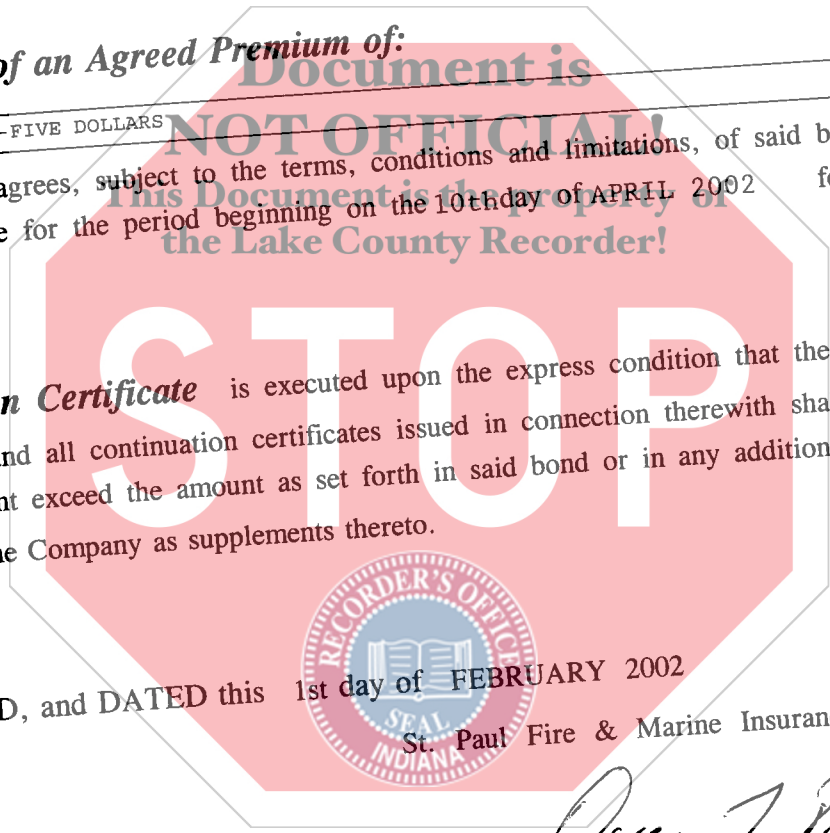 of an Agreed Premium of:
Document is
-FIVE DOLLARS
NOT OFFICIAL!
agrees, subject to the terms, conditions and limitations, of said b
This Document is the property of
e for the period beginning on the 10thday of APRIL 2002 fo
the Lake County Recorder!
STOP
n Certificate is executed upon the express condition that the
nd all continuation certificates issued in connection therewith sha
nt exceed the amount as set forth in said bond or in any addition
ne Company as supplements thereto.
RECORDER'S OFFICE
SEAL
INDIANA
D, and DATED this 1st day of FEBRUARY 2002
St. Paul Fire & Marine Insuran